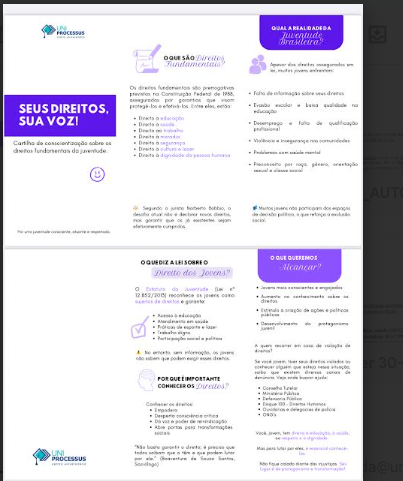 UNI
PROCESSUS
SEUS DIREITOS,
SUA VOZ!
Cartilha de conscientização sobre os
direitos fundamentais da juventude.
Por uma juventude consciente, atuante e respeitada.
O QUE SÃO Direitos
Fundamentais?
Os direitos fundamentais são prerrogativas
previstas na Constituição Federal de 1988,
asseguradas por garantias que visam
protegê-los e efetivá-los. Entre eles, estão:
Direito à educação
Direito à saúde
Direito ao trabalho
Direito à moradia
Direito à segurança
Direito à cultura e lazer
Direito à dignidade da pessoa humana
Segundo o jurista Norberto Bobbio, o
desafio atual não é declarar novos direitos,
mas garantir que os já existentes sejam
efetivamente cumpridos.
QUAL A REALIDADE DA
Juventude
Brasileira?
Apesar dos direitos assegurados em
lei, muitos jovens enfrentam:
Falta de informação sobre seus direitos
Evasão escolar e baixa qualidade na
educação
Desemprego e falta de qualificação
profissional
Violência e insegurança nas comunidades
Problemas com saúde mental
Preconceito por raça, gênero, orientação
sexual e classe social
Muitos jovens não participam dos espaços
de decisão política, o que reforça a exclusão
social.
UNI
PROCESSUS
O QUE DIZ A LEI SOBRE O
Direito dos Jovens?
O Estatuto da Juventude (Lei nº
12.852/2013) reconhece os jovens como
sujeitos de direitos e garante:
Acesso à educação
Atendimento em saúde
Práticas de esporte e lazer
Trabalho digno
Participação social e política
No entanto, sem informação, os jovens
não sabem que podem exigir esses direitos.
POR QUE É IMPORTANTE
CONHECER OS Direitos?
Conhecer os direitos:
Empodera
Desperta consciência crítica
Dá voz e poder de reivindicação
Abre portas para transformações
sociais
"Não basta garantir o direito; é preciso que
todos saibam que o têm e que podem lutar
por ele." (Boaventura de Sousa Santos,
Sociólogo)
O QUE QUEREMOS
Alcançar?
Jovens mais conscientes e engajados
Aumento no conhecimento sobre os
direitos
Estímulo à criação de ações e políticas
públicas
Desenvolvimento do protagonismo
juvenil
A quem recorrer em caso de violação de
direitos?
Se você, jovem, tiver seus direitos violados ou
conhecer alguém que esteja nessa situação,
saiba que existem diversos canais de
denúncia. Veja onde buscar ajuda:
Conselho Tutelar
Ministério Público
Defensoria Pública
Disque 100 - Direitos Humanos
Ouvidorias e delegacias de polícia
ONGs
Você, jovem, tem direito à educação, à saúde,
ao respeito e à dignidade.
Mas para lutar por eles, é essencial conhecê-
los.
Não fique calado diante das injustiças.